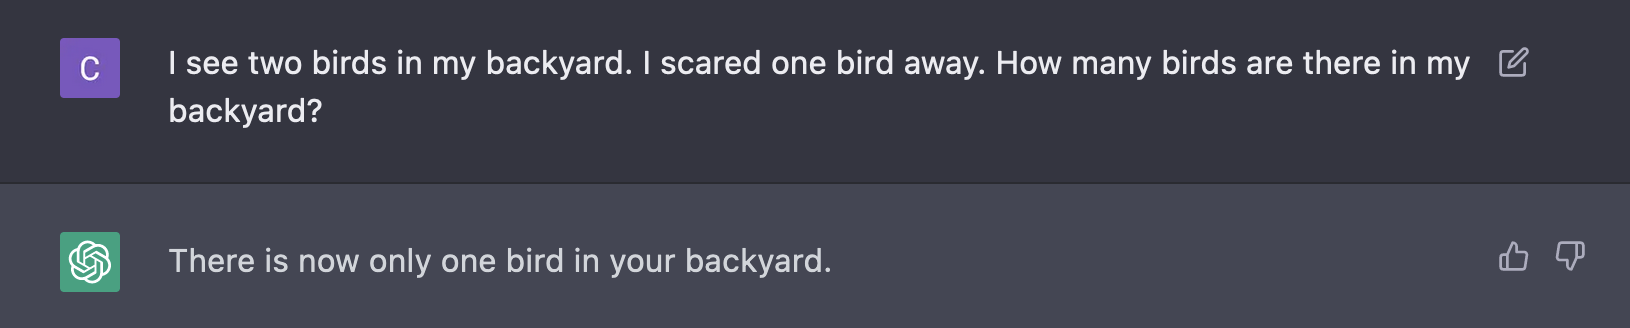 C
I see two birds in my backyard. I scared one bird away. How many birds are there in my
backyard?
There is now only one bird in your backyard.